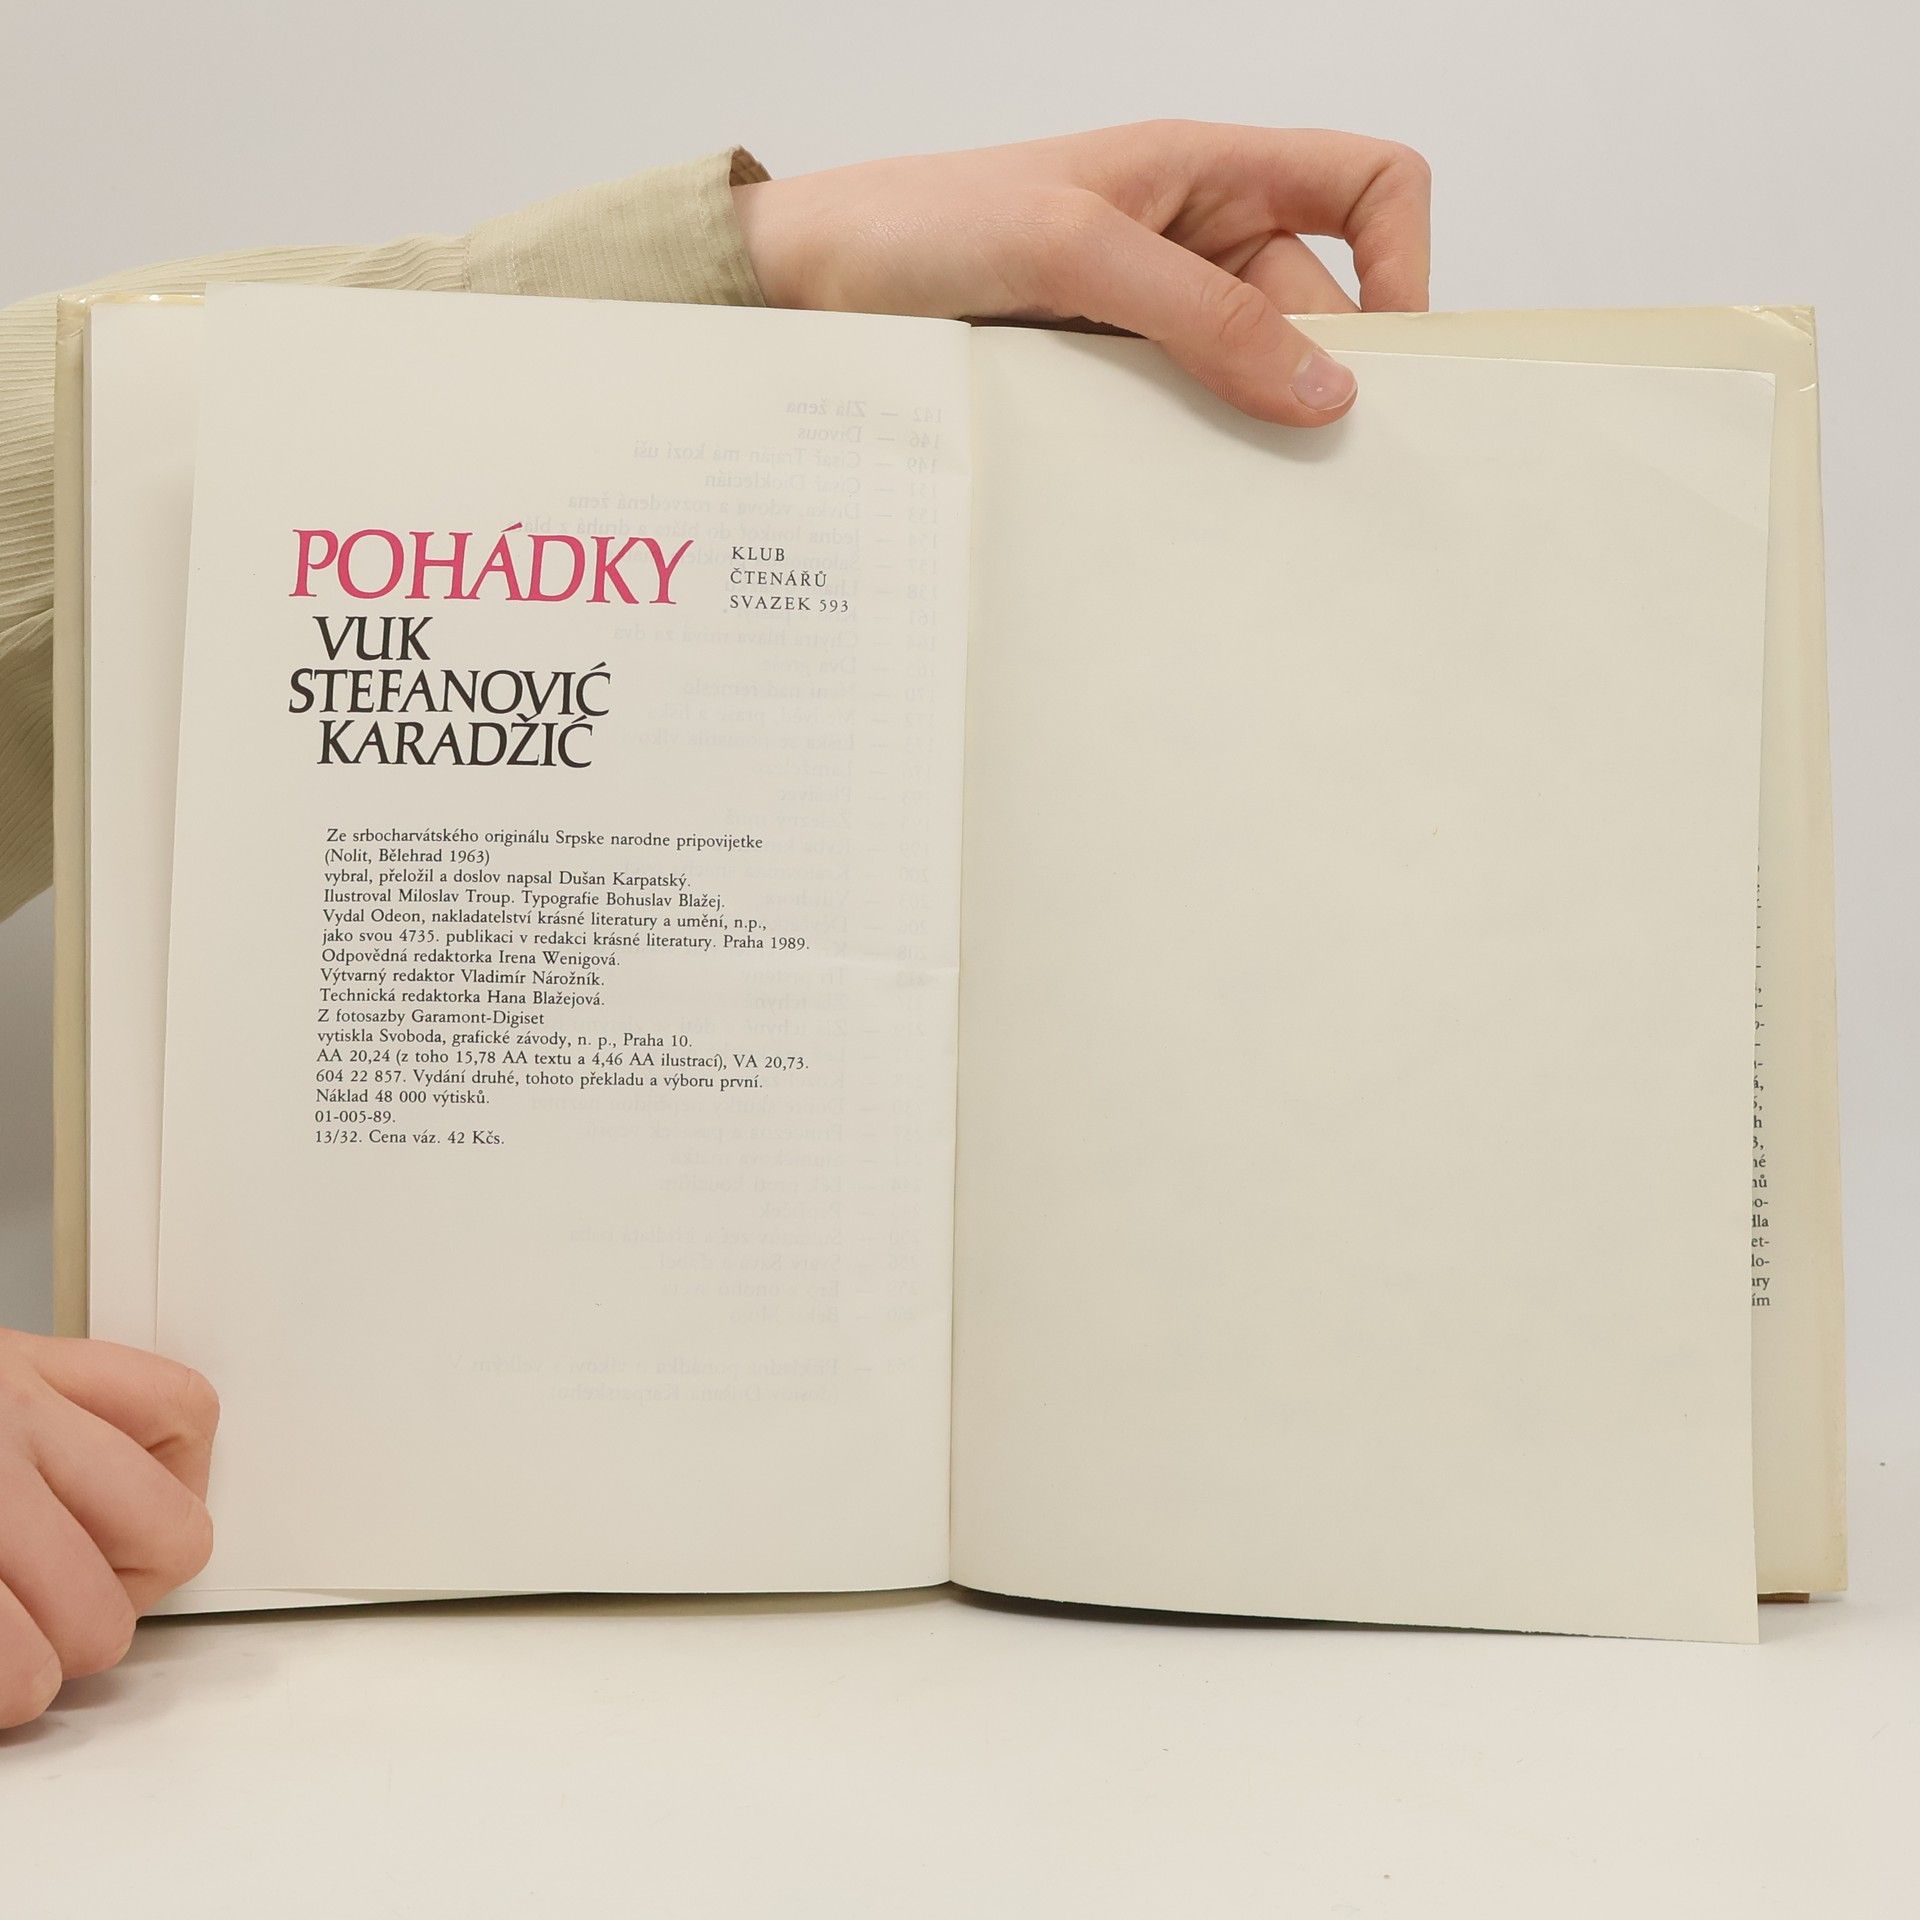 POHÁDKY
VUK
STEFANOVIĆ
KARADŽIĆ
KLUB
ČTENÁŘŮ
SVAZEK 593
Ze srbocharvátského originálu Srpske narodne pripovijetke
(Nolit, Bělehrad 1963)
vybral, přeložil a doslov napsal Dušan Karpatský.
Ilustroval Miloslav Troup. Typografie Bohuslav Blažej.
Vydal Odeon, nakladatelství krásné literatury a umění, n.p.,
jako svou 4735. publikaci v redakci krásné literatury. Praha 1989.
Odpovědná redaktorka Irena Wenigová.
Výtvarný redaktor Vladimír Nárožník.
Technická redaktorka Hana Blažejová.
Z fotosazby Garamont-Digiset
vytiskla Svoboda, grafické závody, n. p., Praha 10.
AA 20,24 (z toho 15,78 AA textu a 4,46 AA ilustrací), VA 20,73.
604 22 857. Vydání druhé, tohoto překladu a výboru první.
Náklad 48 000 výtisků.
01-005-89.
13/32. Cena váz. 42 Kčs.